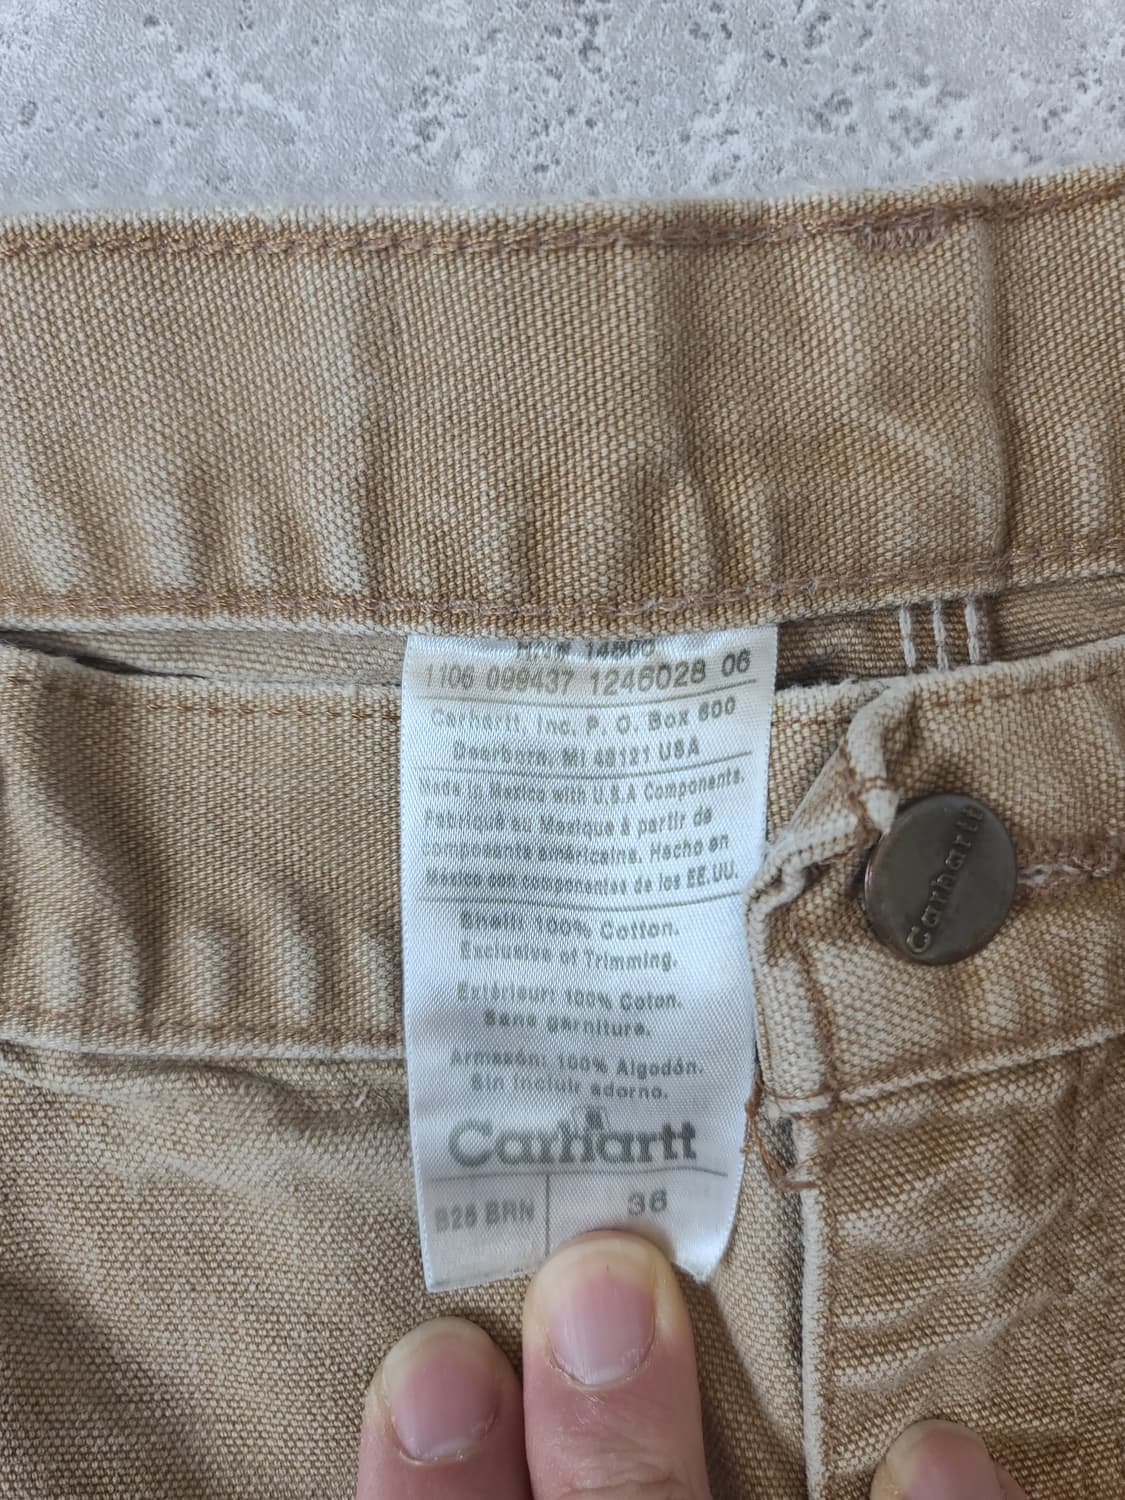 RN# 14806
1106 099437 1246028 06
Carhartt, Inc. P. O. Box 600
Dearborn, MI 48121 USA
Made in Mexico with U.S.A Components.
Fabriqué au Mexique à partir de
composants américains. Hecho en
Mexico con componentes de los EE.UU.
Shell: 100% Cotton.
Exclusive of Trimming.
Extérieur: 100% Coton.
Sans garniture.
Armazón: 100% Algodón.
Sin incluir adorno.
Carhartt
B26 BRN 36
Carhartt